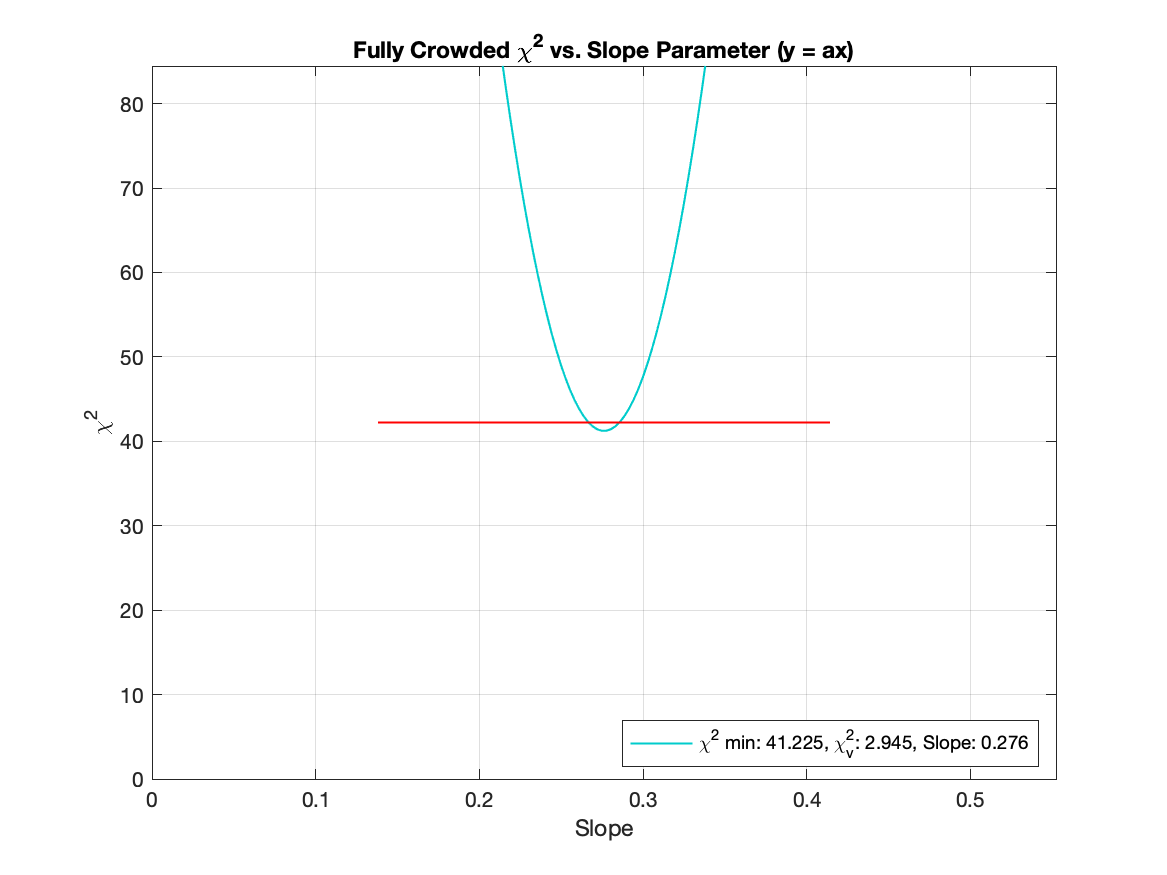 Fully Crowded χ² vs. Slope Parameter (y = ax)
χ²
80
70
60
50
40
30
20
10
0
0 0.1 0.2 0.3 0.4 0.5
Slope
χ² min: 41.225, χ²ᵥ: 2.945, Slope: 0.276